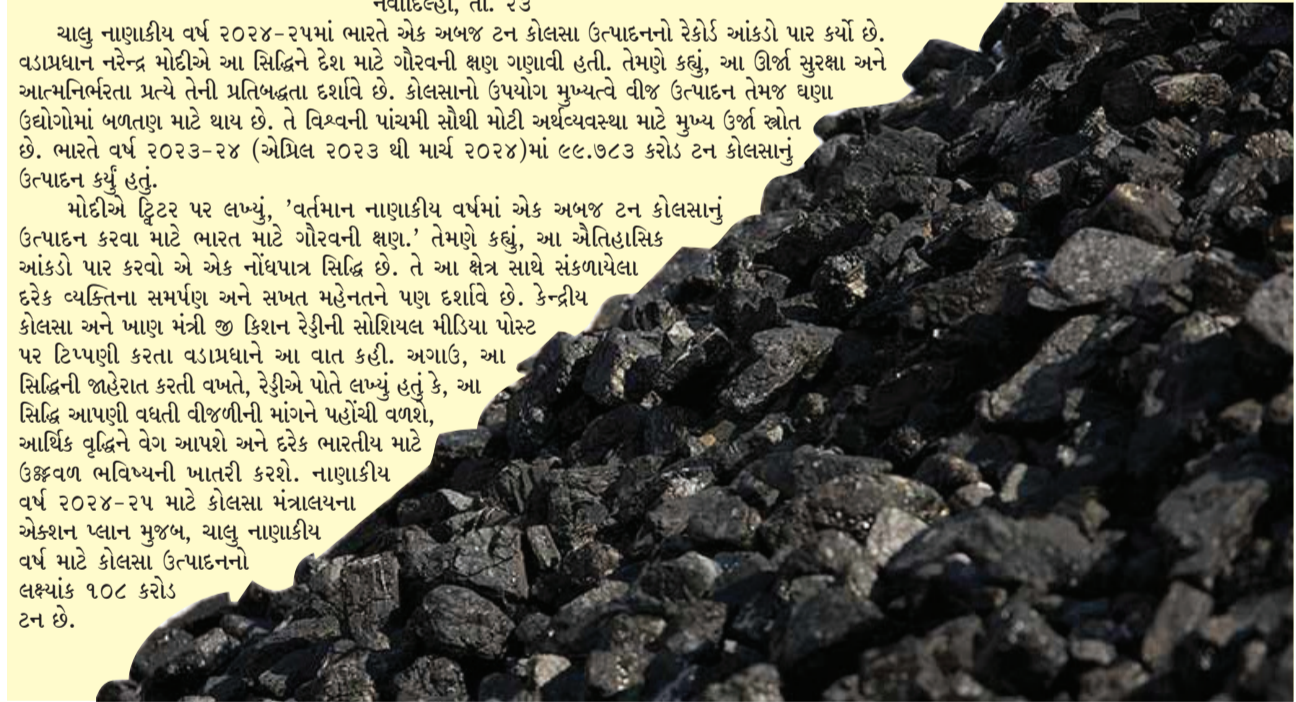 નવીદિલ્હી, તા. ૨૩
ચાલુ નાણાકીય વર્ષ ૨૦૨૪-૨૫માં ભારતે એક અબજ ટન કોલસા ઉત્પાદનનો રેકોર્ડ આંકડો પાર કર્યો છે.
વડાપ્રધાન નરેન્દ્ર મોદીએ આ સિદ્ધિને દેશ માટે ગૌરવની ક્ષણ ગણાવી હતી. તેમણે કહ્યું, આ ઊર્જા સુરક્ષા અને
આત્મનિર્ભરતા પ્રત્યે તેની પ્રતિબદ્ધતા દર્શાવે છે. કોલસાનો ઉપયોગ મુખ્યત્વે વીજ ઉત્પાદન તેમજ ઘણા
ઉદ્યોગોમાં બળતણ માટે થાય છે. તે વિશ્વની પાંચમી સૌથી મોટી અર્થવ્યવસ્થા માટે મુખ્ય ઉર્જા સ્ત્રોત
છે. ભારતે વર્ષ ૨૦૨૩-૨૪ (એપ્રિલ ૨૦૨૩ થી માર્ચ ૨૦૨૪)માં ૯૯.૭૮૩ કરોડ ટન કોલસાનું
ઉત્પાદન કર્યું હતું.
મોદીએ ટ્વિટર પર લખ્યું, ’વર્તમાન નાણાકીય વર્ષમાં એક અબજ ટન કોલસાનું
ઉત્પાદન કરવા માટે ભારત માટે ગૌરવની ક્ષણ.’ તેમણે કહ્યું, આ ઐતિહાસિક
આંકડો પાર કરવો એ એક નોંધપાત્ર સિદ્ધિ છે. તે આ ક્ષેત્ર સાથે સંકળાયેલા
દરેક વ્યક્તિના સમર્પણ અને સખત મહેનતને પણ દર્શાવે છે. કેન્દ્રીય
કોલસા અને ખાણ મંત્રી જી કિશન રેડ્ડીની સોશિયલ મીડિયા પોસ્ટ
પર ટિપ્પણી કરતા વડાપ્રધાને આ વાત કહી. અગાઉ, આ
સિદ્ધિની જાહેરાત કરતી વખતે, રેડ્ડીએ પોતે લખ્યું હતું કે, આ
સિદ્ધિ આપણી વધતી વીજળીની માંગને પહોંચી વળશે,
આર્થિક વૃદ્ધિને વેગ આપશે અને દરેક ભારતીય માટે
ભવિષ્યની ખાતરી કરશે. નાણાકીય
વર્ષ ૨૦૨૪-૨૫ માટે કોલસા મંત્રાલયના
એક્શન પ્લાન મુજબ, ચાલુ નાણાકીય
વર્ષ માટે કોલસા ઉત્પાદનનો
લક્ષ્યાંક ૧૦૮ કરોડ
ટન છે.